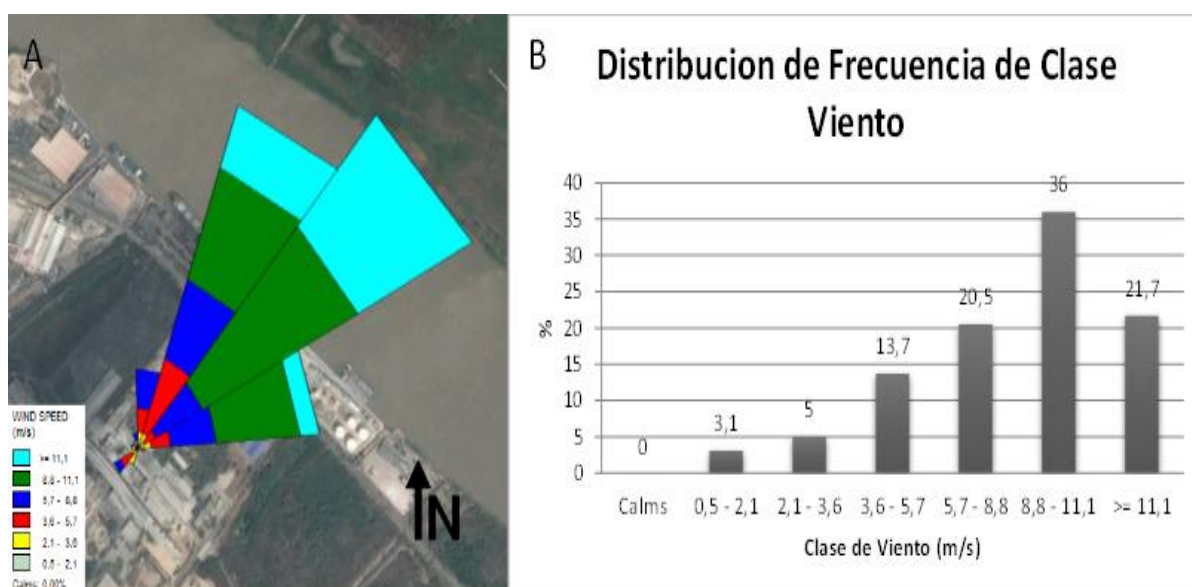 A
WIND SPEED
(m/s)
>= 11,1
8,8 - 11,1
5,7 - 8,8
3,6 - 5,7
2,1 - 3,6
0,5 - 2,1
Calms: 0,00%
N
B
Distribucion de Frecuencia de Clase
Viento
%
40
35
30
25
20
15
10
5
0
0
3,1
5
13,7
20,5
36
21,7
Calms 0,5 - 2,1 2,1 - 3,6 3,6 - 5,7 5,7 - 8,8 8,8 - 11,1 >= 11,1
Clase de Viento (m/s)